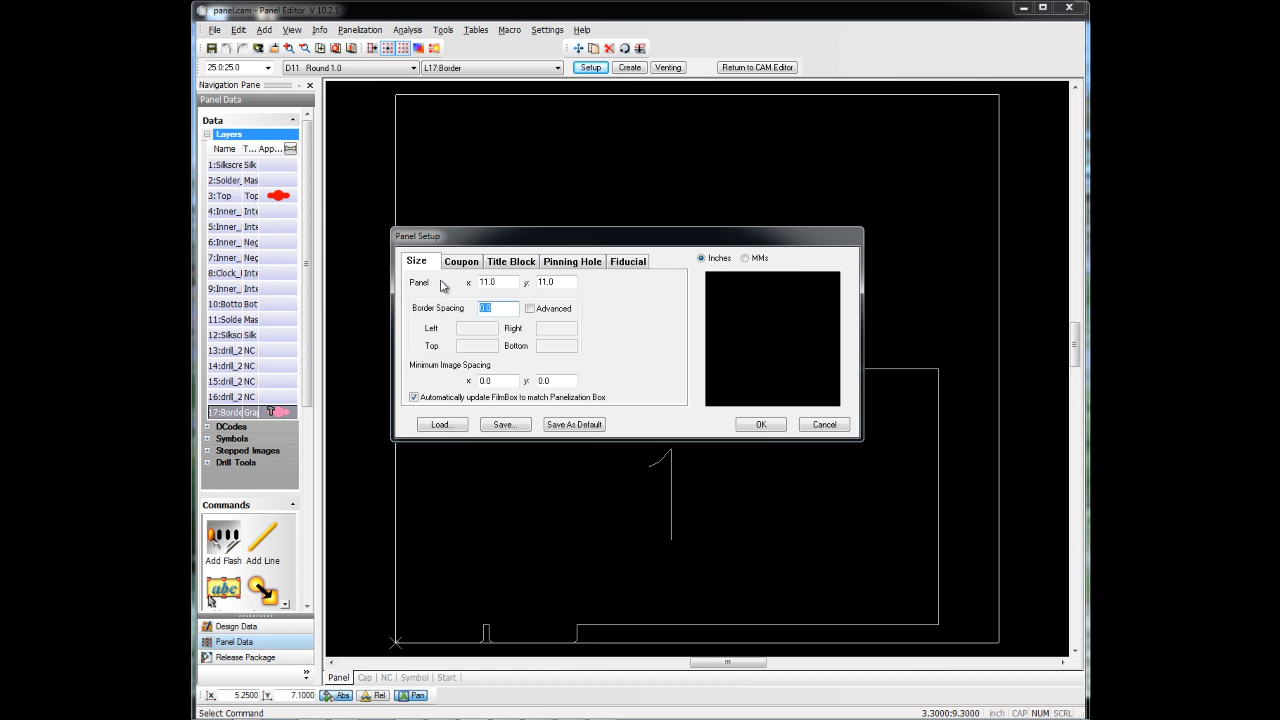 panel.cam - Panel Editor V 10.2.1
File Edit Add View Info Panelization Analysis Tools Tables Macro Settings Help
25.0:25.0 D11 Round 1.0 L17:Border Setup Create Venting Return to CAM Editor
Navigation Pane
Panel Data
Data
Layers
Name T... App...
1:Silkscre Silk
2:Solder_ Mas
3:Top Top
4:Inner_ Inte
5:Inner_ Inte
6:Inner_ Neg
7:Inner_ Neg
8:Clock_ Inte
9:Inner_ Inte
10:Botto Bot
11:Solde Mas
12:Silksc Silk
13:drill_2 NC
14:drill_2 NC
15:drill_2 NC
16:drill_2 NC
17:Borde Gra
DCodes
Symbols
Stepped Images
Drill Tools
Commands
Add Flash Add Line
abc
Design Data
Panel Data
Release Package
Panel Setup
Size Coupon Title Block Pinning Hole Fiducial
Inches MMs
Panel x: 11.0 y: 11.0
Border Spacing 0.0 Advanced
Left Right
Top Bottom
Minimum Image Spacing
x: 0.0 y: 0.0
Automatically update FilmBox to match Panelization Box
Load... Save... Save As Default OK Cancel
1
Panel Cap NC Symbol Start
X 5.2500 Y 7.1000 Abs Rel Pan
Select Command 3.3000:9.3000 inch CAP NUM SCRL